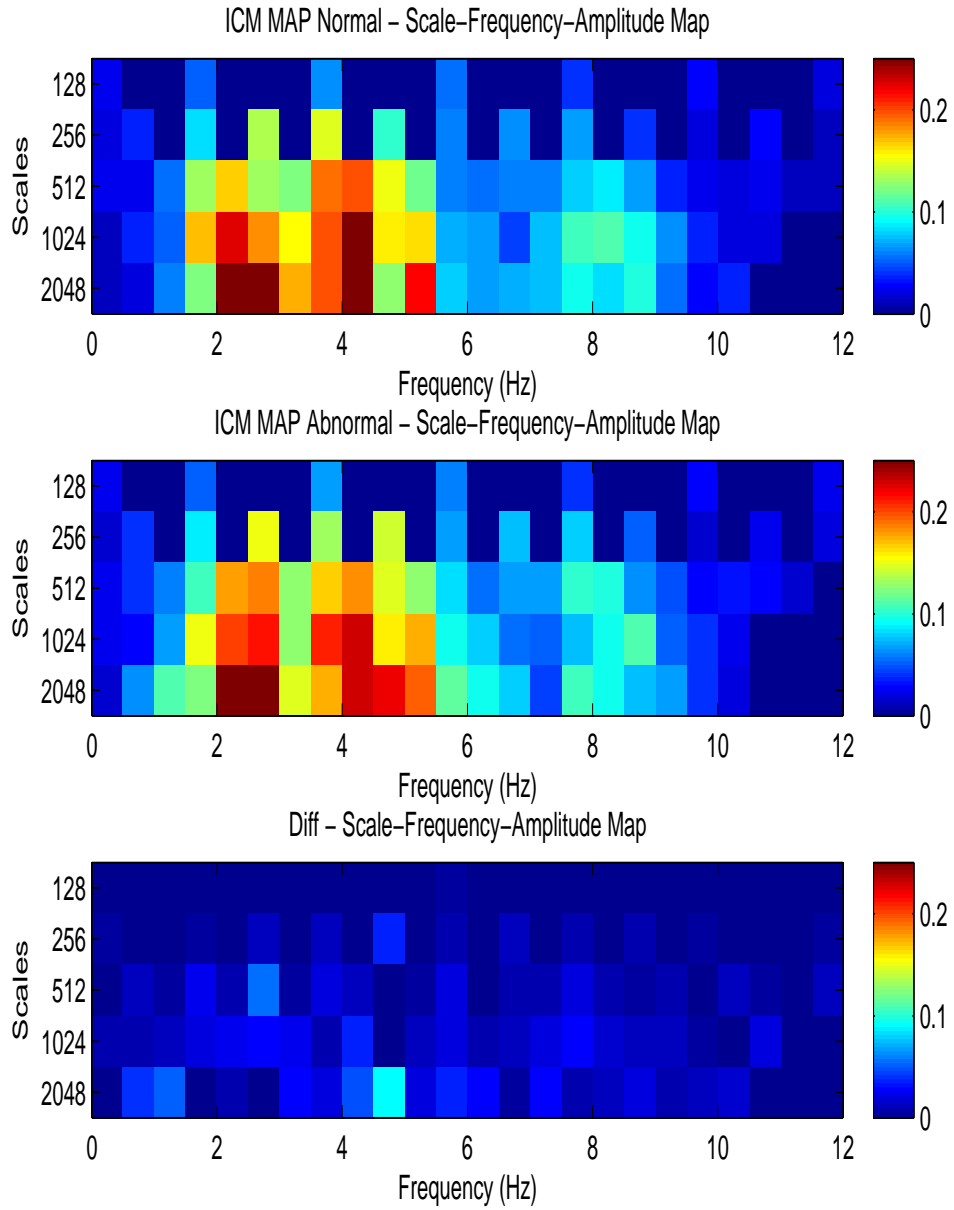 ICM MAP Normal – Scale–Frequency–Amplitude Map
Scales
128
256
512
1024
2048
0 2 4 6 8 10 12
Frequency (Hz)
0.2
0.1
0
ICM MAP Abnormal – Scale–Frequency–Amplitude Map
Scales
128
256
512
1024
2048
0 2 4 6 8 10 12
Frequency (Hz)
0.2
0.1
0
Diff – Scale–Frequency–Amplitude Map
Scales
128
256
512
1024
2048
0 2 4 6 8 10 12
Frequency (Hz)
0.2
0.1
0